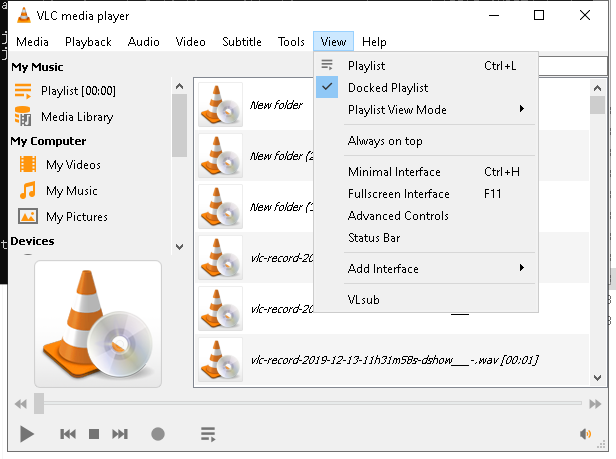 VLC media player
Media Playback Audio Video Subtitle Tools View Help
My Music
Playlist [00:00]
Media Library
My Computer
My Videos
My Music
My Pictures
Devices
Playlist Ctrl+L
Docked Playlist
Playlist View Mode
Always on top
Minimal Interface Ctrl+H
Fullscreen Interface F11
Advanced Controls
Status Bar
Add Interface
VLsub
New folder
New folder (2
New folder (
vlc-record-20
vlc-record-20
vlc-record-2019-12-13-11h31m58s-dshow___-.wav [00:01]